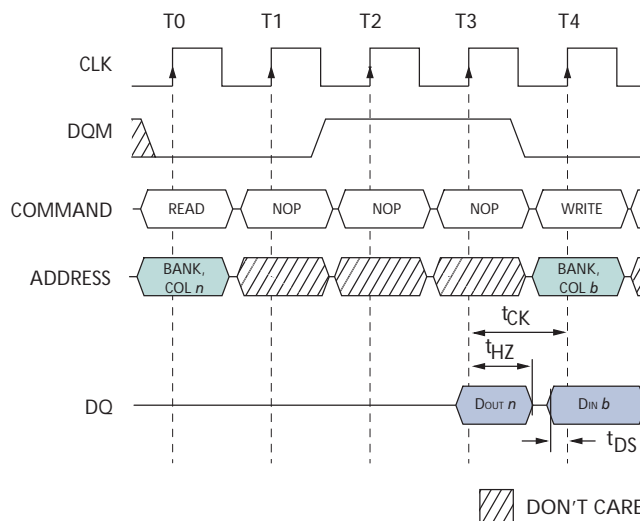 T0 T1 T2 T3 T4
CLK
DQM
COMMAND READ NOP NOP NOP WRITE
ADDRESS BANK, COL n BANK, COL b
tCK
tHZ
DQ DOUT n DIN b
tDS
DON'T CARE